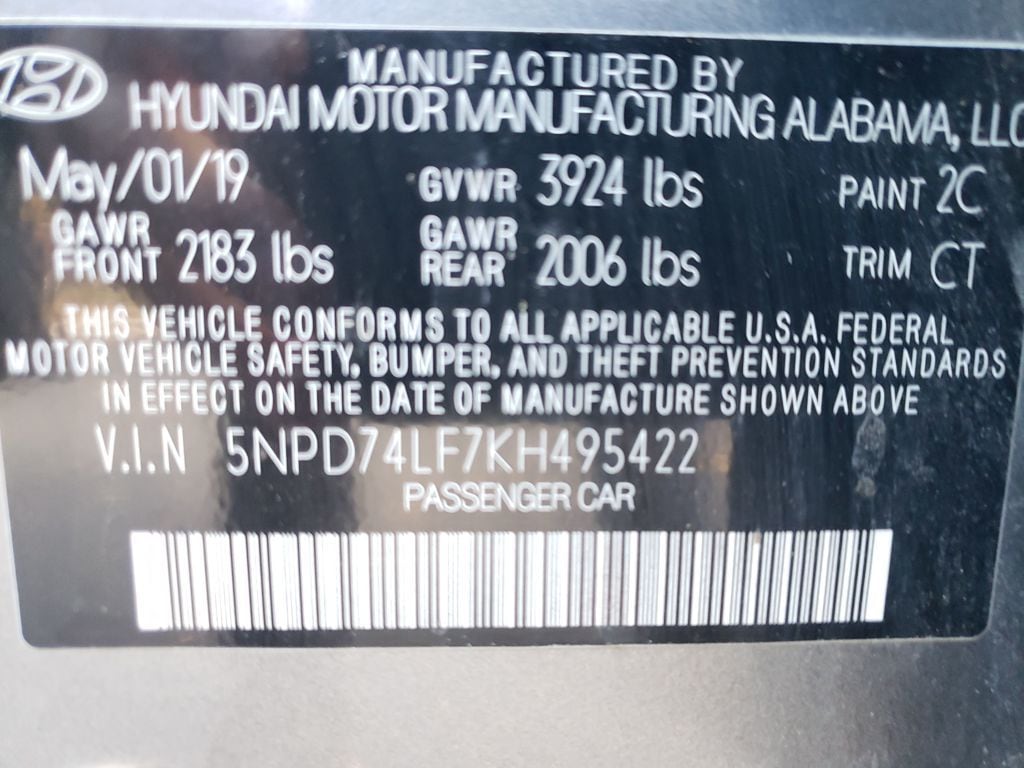 MANUFACTURED BY
HYUNDAI MOTOR MANUFACTURING ALABAMA, LLC
May/01/19 GVWR 3924 lbs PAINT 2C
GAWR FRONT 2183 lbs GAWR REAR 2006 lbs TRIM CT
THIS VEHICLE CONFORMS TO ALL APPLICABLE U.S.A. FEDERAL
MOTOR VEHICLE SAFETY, BUMPER, AND THEFT PREVENTION STANDARDS
IN EFFECT ON THE DATE OF MANUFACTURE SHOWN ABOVE
V.I.N 5NPD74LF7KH495422
PASSENGER CAR